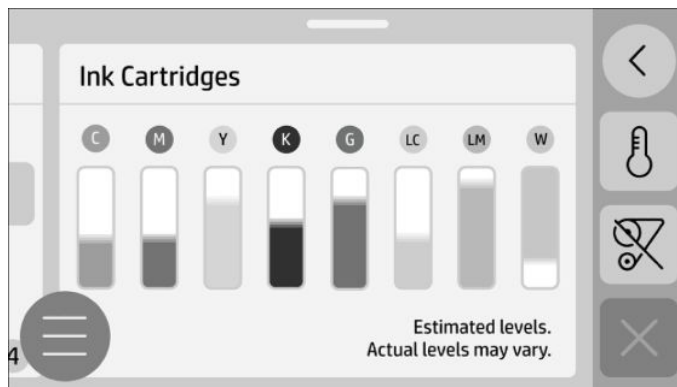 Ink Cartridges
C M Y K G LC LM W
Estimated levels.
Actual levels may vary.
4